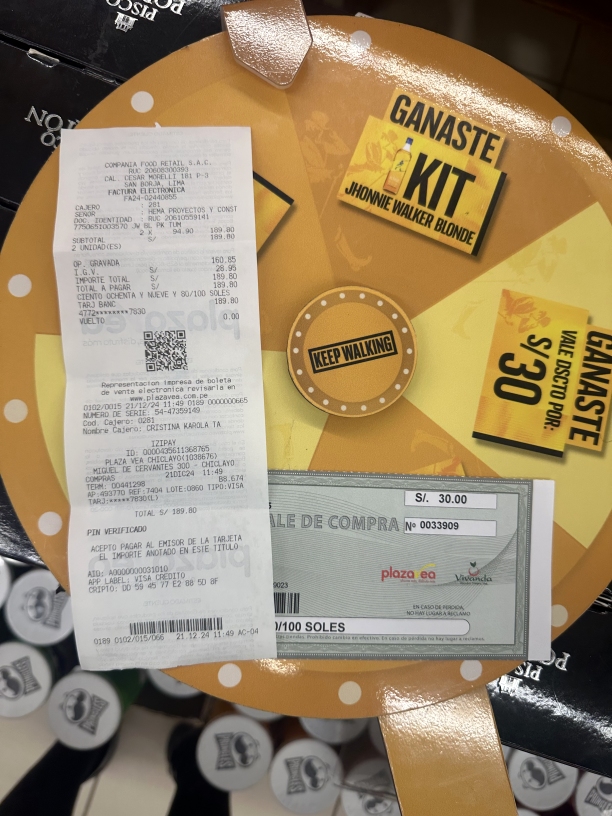 PISCO
POR
GANASTE
KIT
JHONNIE WALKER BLONDE
KEEP WALKING
GANASTE
VALE DSCTO POR:
S/30
COMPANIA FOOD RETAIL S.A.C.
RUC 20608300393
CAL. CESAR MORELLI 181 P-3
SAN BORJA, LIMA
FACTURA ELECTRONICA
FA24-02440855
CAJERO : 281
SENOR : HEMA PROYECTOS Y CONST
DOC. IDENTIDAD : RUC 20610559141
7750651003570 JW BL PK TUM
2 X 94.90 189.80
SUBTOTAL S/ 189.80
2 UNIDAD(ES)
OP. GRAVADA 160.85
I.G.V. S/ 28.95
IMPORTE TOTAL S/ 189.80
TOTAL A PAGAR S/ 189.80
CIENTO OCHENTA Y NUEVE Y 80/100 SOLES
TARJ BANC 189.80
4772********7830
VUELTO 0.00
Representacion impresa de boleta
de venta electronica revisarla en
www.plazavea.com.pe
0102/0015 21/12/24 11:49 0189 0000000665
NUMERO DE SERIE: 54-47359149
Cod. Cajero: 0281
Nombre Cajero: CRISTINA KAROLA TA
IZIPAY
ID: 0000435611368765
PLAZA VEA CHICLAYO(1038676)
MIGUEL DE CERVANTES 300 - CHICLAYO
COMPRAS 21DIC24 11:49
TERM: 00441298 B8.674
AP:493770 REF:7404 LOTE:0860 TIPO:VISA
TARJ:****7830(L)
TOTAL S/ 189.80
PIN VERIFICADO
ACEPTO PAGAR AL EMISOR DE LA TARJETA
EL IMPORTE ANOTADO EN ESTE TITULO
AID: A0000000031010
APP LABEL: VISA CREDITO
CRIPTO: DD 59 45 77 E2 88 5D 8F
0189 0102/015/066 21.12.24 11:49 AC-04
S/. 30.00
ALE DE COMPRA
Nº 0033909
plazaVea
Vivanda
9023
EN CASO DE PERDIDA,
NO HAY LUGAR A RECLAMO
0/100 SOLES